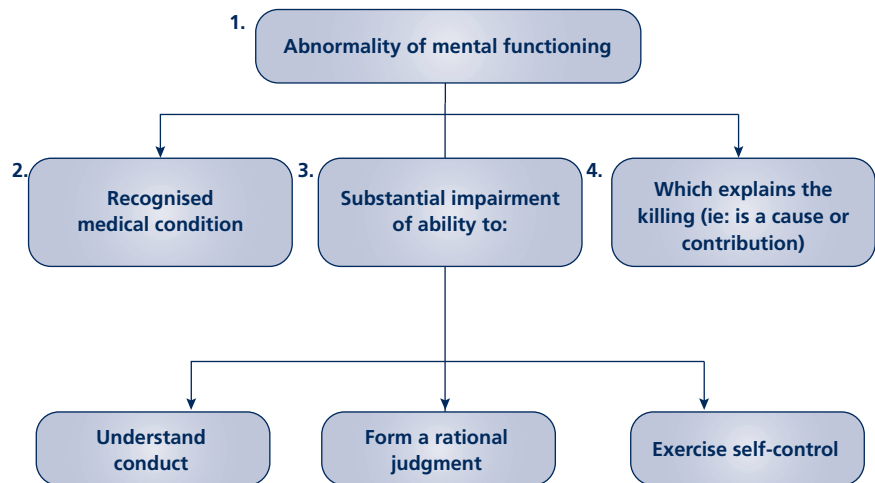 1.
Abnormality of mental functioning
2.
Recognised
medical condition
3.
Substantial impairment
of ability to:
4.
Which explains the
killing (ie: is a cause or
contribution)
Understand
conduct
Form a rational
judgment
Exercise self-control